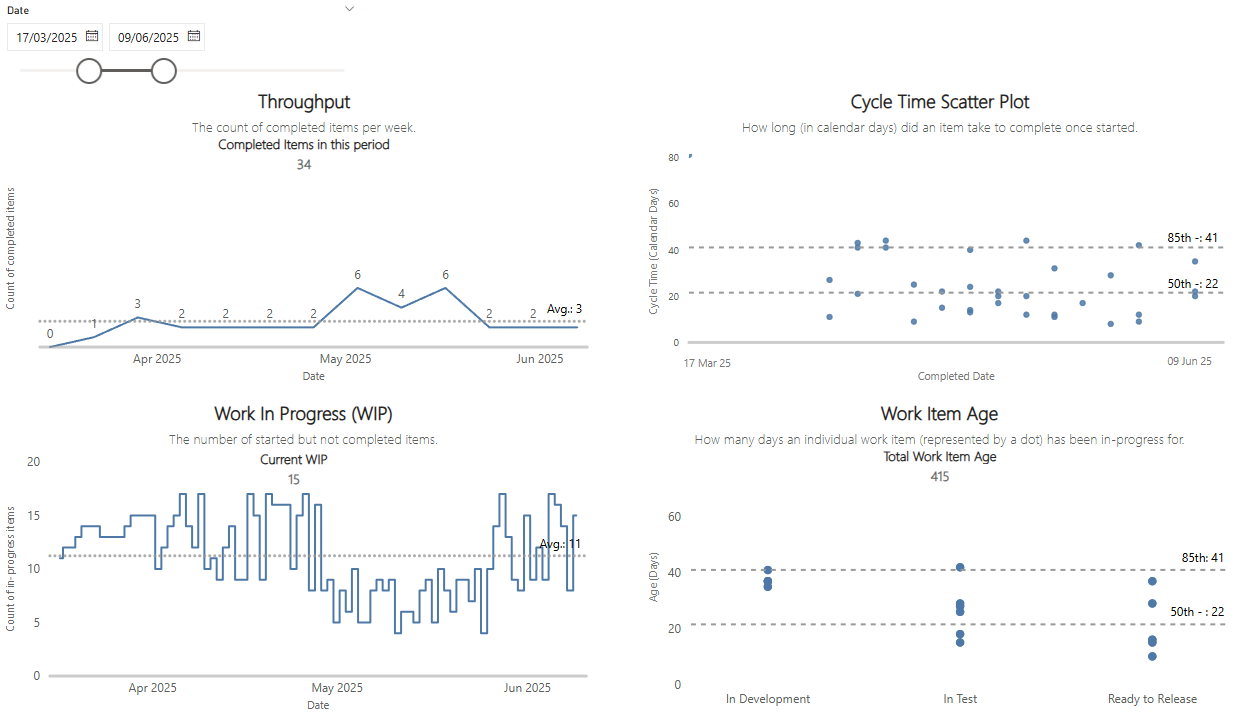 Date
17/03/2025 09/06/2025
Throughput
The count of completed items per week.
Completed Items in this period
34
Count of completed items
0 1 3 2 2 2 2 6 4 6 2 2
Avg.: 3
Apr 2025 May 2025 Jun 2025
Date
Cycle Time Scatter Plot
How long (in calendar days) did an item take to complete once started.
Cycle Time (Calendar Days)
80
60
40
20
0
85th -: 41
50th -: 22
17 Mar 25 09 Jun 25
Completed Date
Work In Progress (WIP)
The number of started but not completed items.
Current WIP
15
Count of in-progress items
20
15
10
5
0
Avg.: 11
Apr 2025 May 2025 Jun 2025
Date
Work Item Age
How many days an individual work item (represented by a dot) has been in-progress for.
Total Work Item Age
415
Age (Days)
60
40
20
0
85th: 41
50th - : 22
In Development In Test Ready to Release